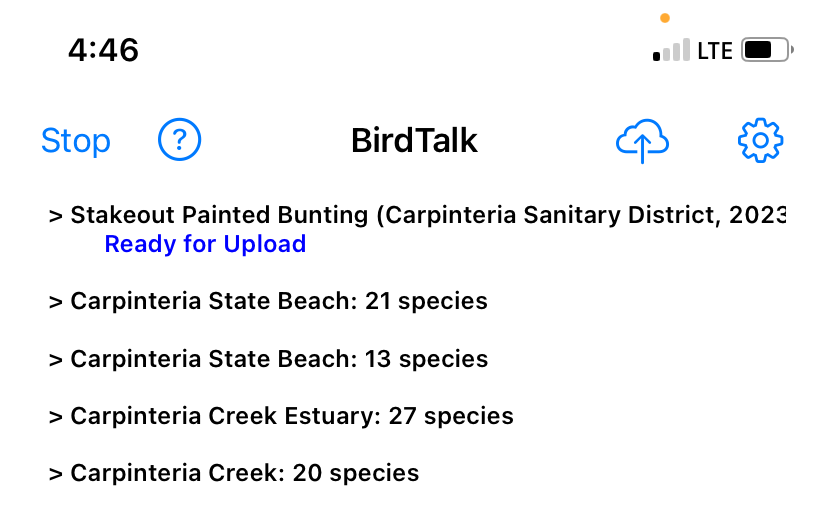 4:46
LTE
Stop ? BirdTalk
> Stakeout Painted Bunting (Carpinteria Sanitary District, 2023
Ready for Upload
> Carpinteria State Beach: 21 species
> Carpinteria State Beach: 13 species
> Carpinteria Creek Estuary: 27 species
> Carpinteria Creek: 20 species